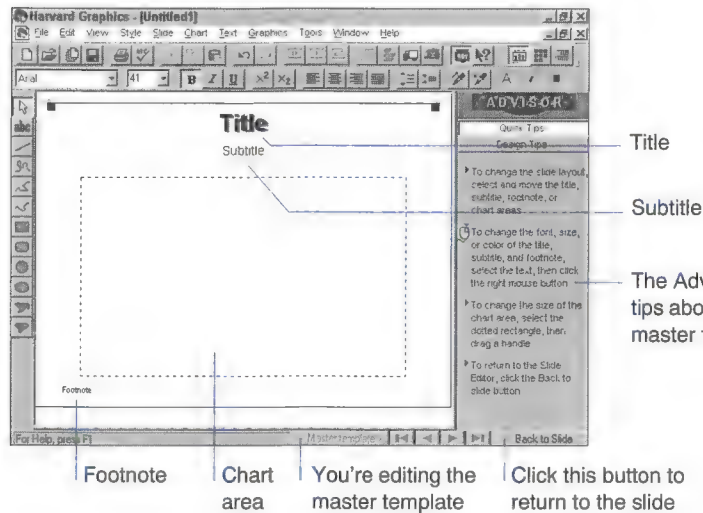 Harvard Graphics - [Untitled1]
File Edit View Style Slide Chart Text Graphics Tools Window Help
Arial 41 B I U
abc
Title
Subtitle
Footnote
ADVISOR
Quick Tips
Design Tips
To change the slide layout,
select and move the title,
subtitle, footnote, or
chart areas
To change the font, size,
or color of the title,
subtitle, and footnote,
select the text, then click
the right mouse button
To change the size of the
chart area, select the
dotted rectangle, then
drag a handle
To return to the Slide
Editor, click the Back to
slide button
For Help, press F1
Master template
Back to Slide
Title
Subtitle
The Adv
tips abo
master t
Footnote
Chart
area
You're editing the
master template
Click this button to
return to the slide